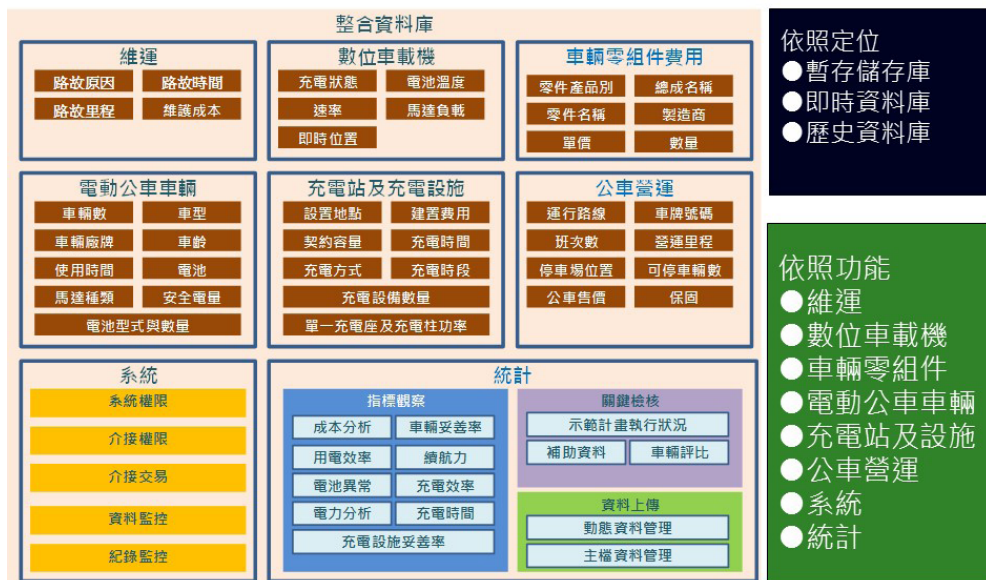 整合資料庫
維運
路故原因 路故時間
路故里程 維護成本
數位車載機
充電狀態 電池溫度
速率 馬達負載
即時位置
車輛零組件費用
零件產品別 總成名稱
零件名稱 製造商
單價 數量
電動公車車輛
車輛數 車型
車輛廠牌 車齡
使用時間 電池
馬達種類 安全電量
電池型式與數量
充電站及充電設施
設置地點 建置費用
契約容量 充電時間
充電方式 充電時段
充電設備數量
單一充電座及充電柱功率
公車營運
運行路線 車牌號碼
班次數 營運里程
停車場位置 可停車輛數
公車售價 保固
系統
系統權限
介接權限
介接交易
資料監控
紀錄監控
統計
指標觀察
成本分析 車輛妥善率
用電效率 續航力
電池異常 充電效率
電力分析 充電時間
充電設施妥善率
關鍵檢核
示範計畫執行狀況
補助資料 車輛評比
資料上傳
動態資料管理
主檔資料管理
依照定位
●暫存儲存庫
●即時資料庫
●歷史資料庫
依照功能
●維運
●數位車載機
●車輛零組件
●電動公車車輛
●充電站及設施
●公車營運
●系統
●統計